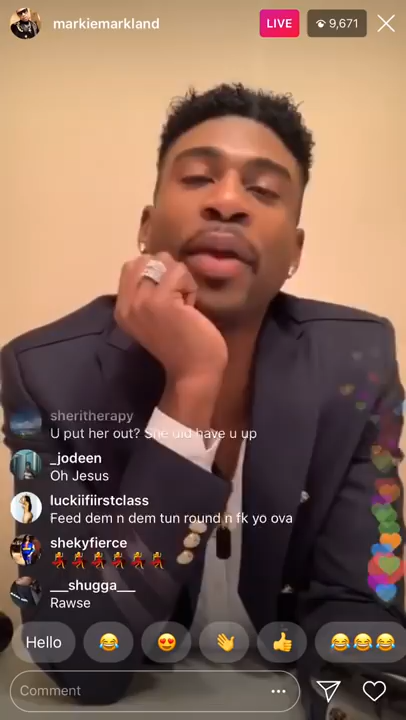 markiemarkland
LIVE
9,671
sheritherapy
U put her out? She did have u up
_jodeen
Oh Jesus
luckiifiirstclass
Feed dem n dem tun round n fk yo ova
shekyfierce
💃💃💃💃💃💃
___shugga__
Rawse
Hello 😂 😍 👋 👍 😂😂😂
Comment